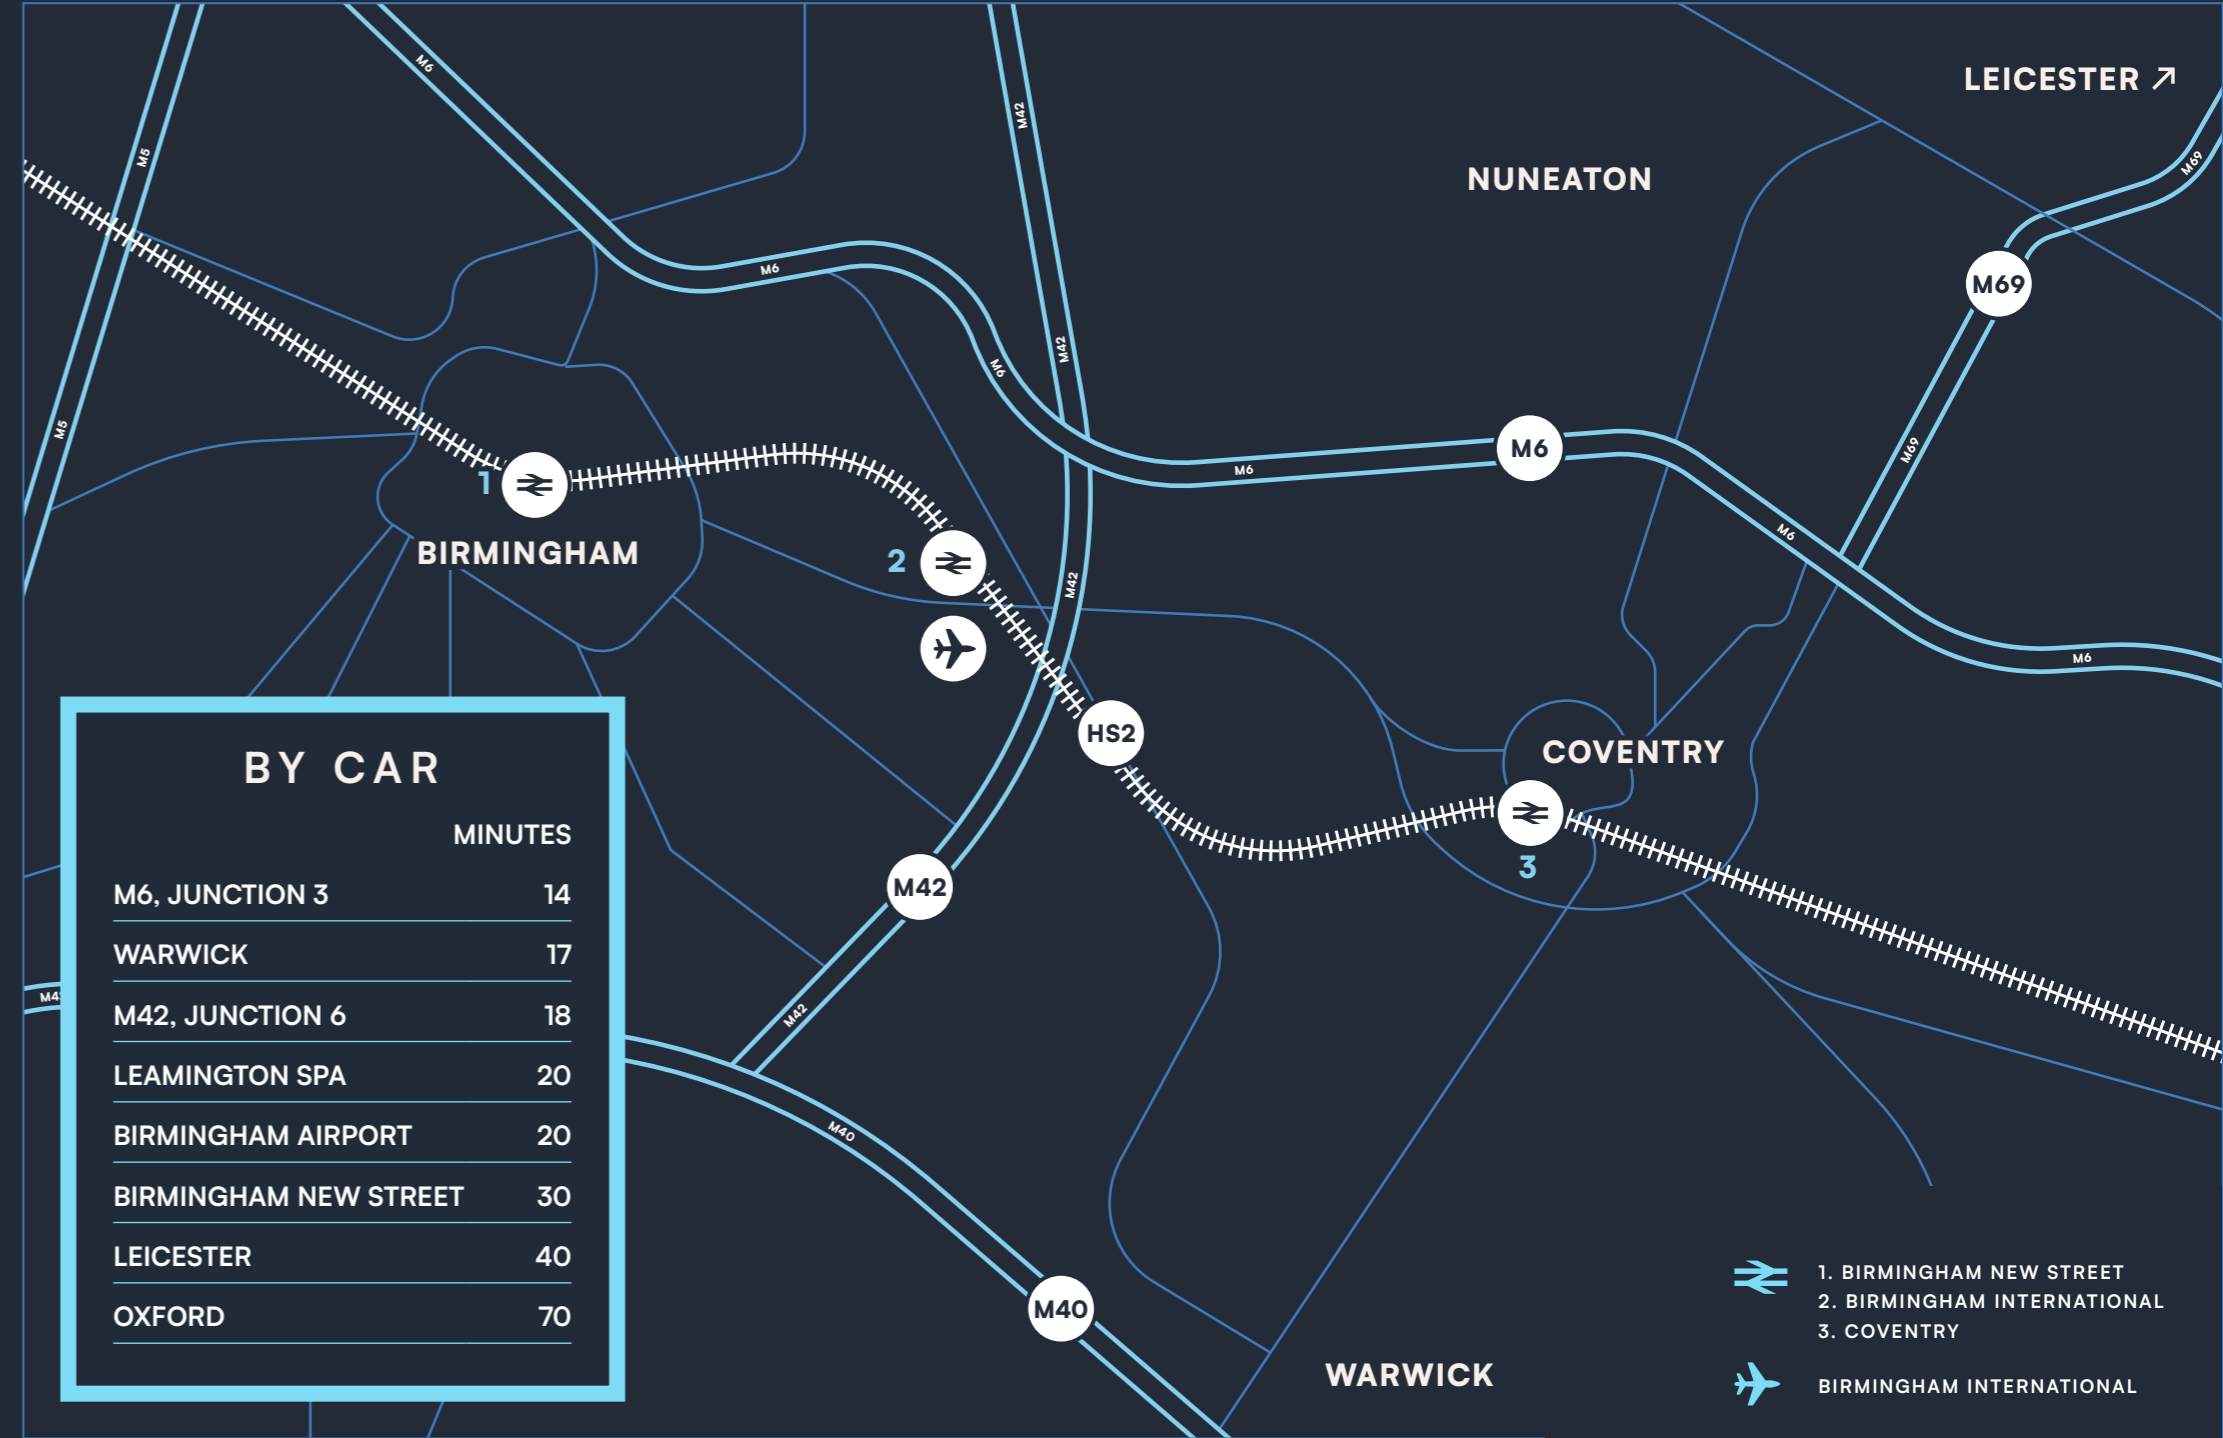 M6
M42
LEICESTER
M5
M69
NUNEATON
M6
M69
M42
M6
M5
M6
M6
M69
1
BIRMINGHAM
2
M6
M42
M6
HS2
COVENTRY
3
M42
BY CAR
MINUTES
M6, JUNCTION 3 14
WARWICK 17
M42, JUNCTION 6 18
LEAMINGTON SPA 20
BIRMINGHAM AIRPORT 20
BIRMINGHAM NEW STREET 30
LEICESTER 40
OXFORD 70
M42
M40
M40
WARWICK
1. BIRMINGHAM NEW STREET
2. BIRMINGHAM INTERNATIONAL
3. COVENTRY
BIRMINGHAM INTERNATIONAL